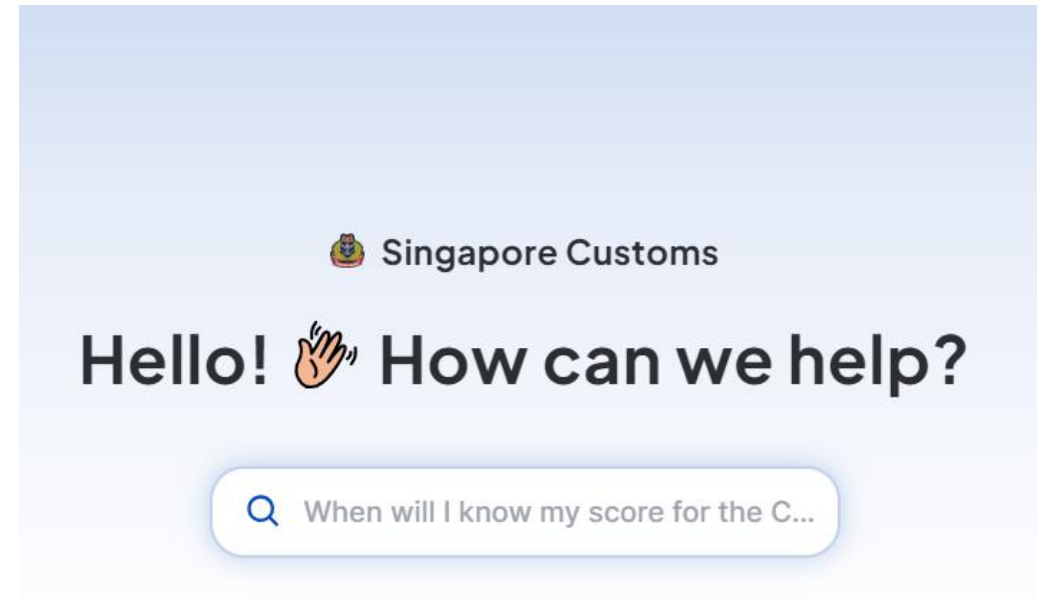 Singapore Customs
Hello! 👋 How can we help?
When will I know my score for the C...